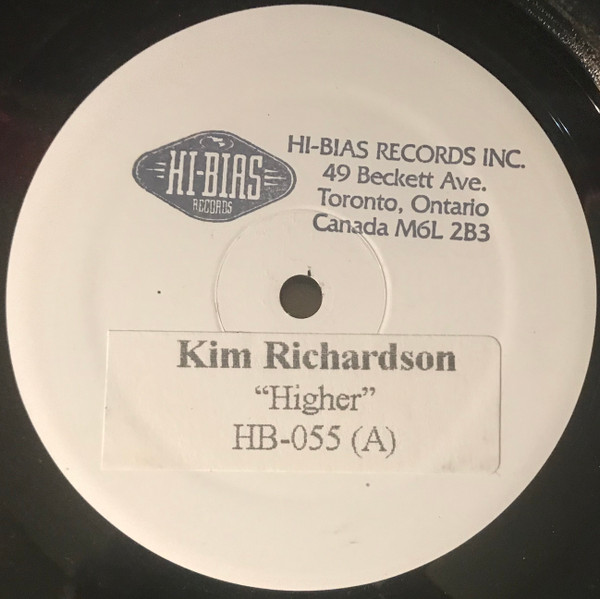 HI-BIAS
RECORDS
HI-BIAS RECORDS INC.
49 Beckett Ave.
Toronto, Ontario
Canada M6L 2B3
Kim Richardson
“Higher”
HB-055 (A)